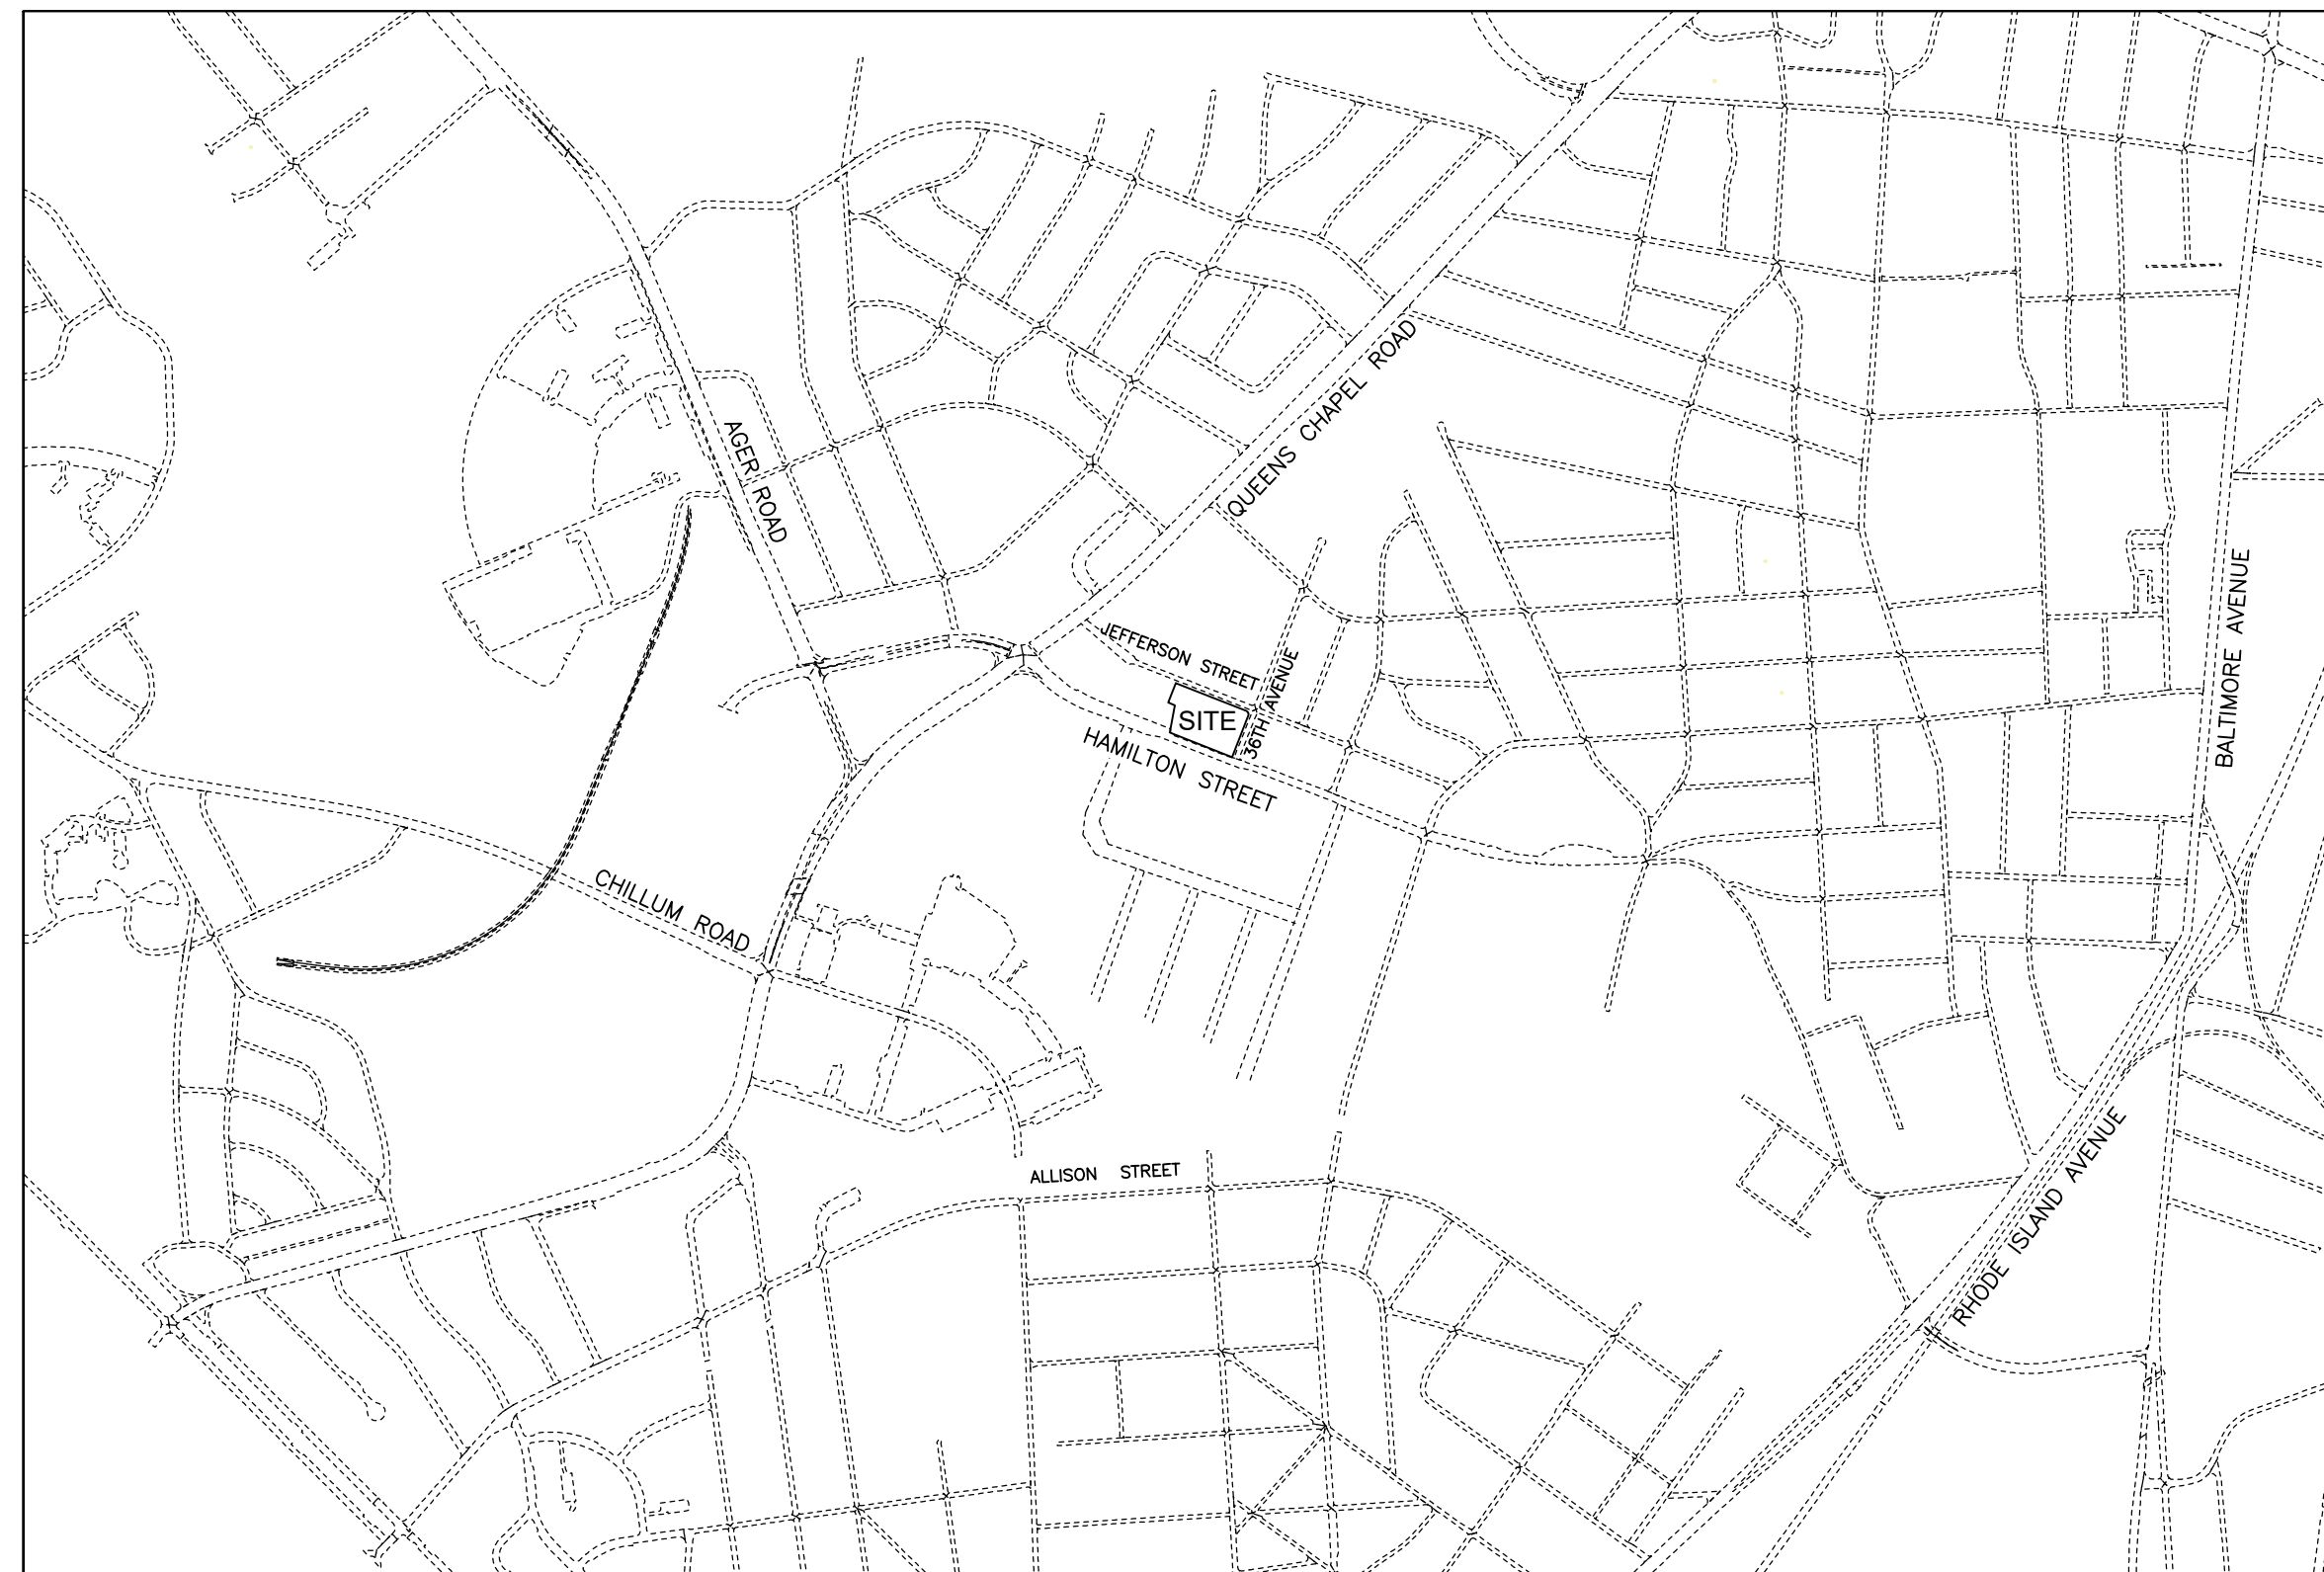 QUEENS CHAPEL ROAD
AGER ROAD
JEFFERSON STREET
36TH AVENUE
SITE
HAMILTON STREET
BALTIMORE AVENUE
CHILLUM ROAD
ALLISON STREET
RHODE ISLAND AVENUE